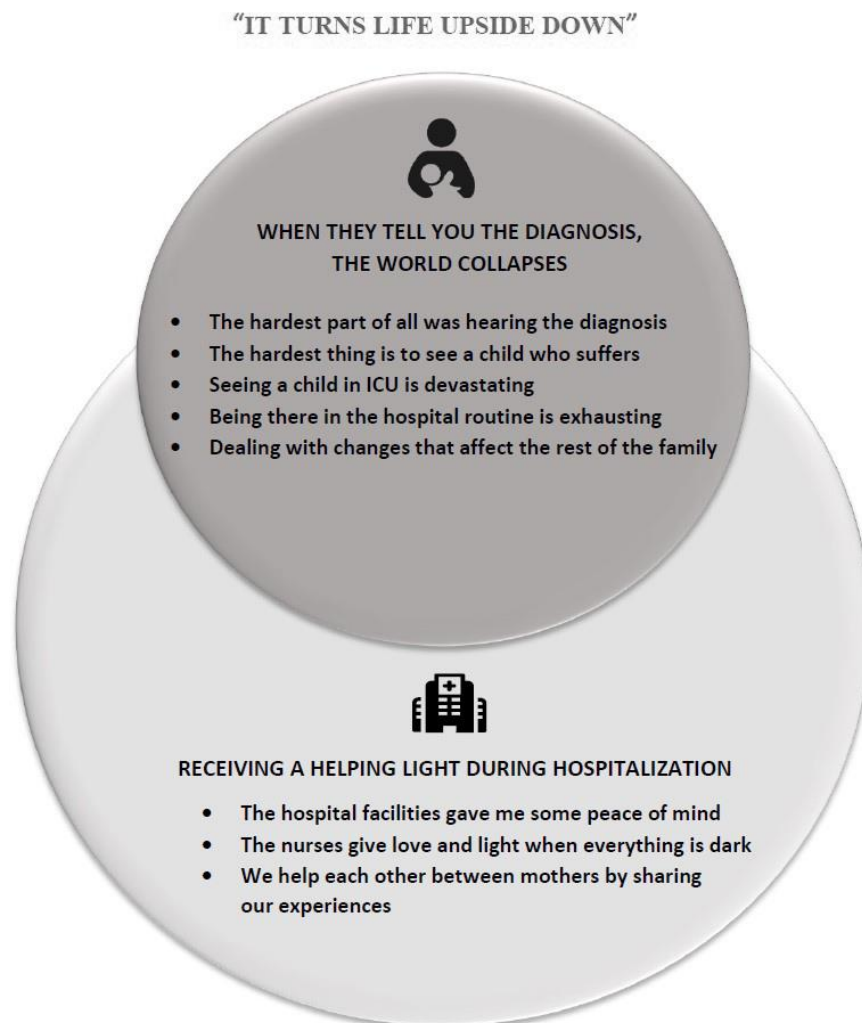 “IT TURNS LIFE UPSIDE DOWN”
WHEN THEY TELL YOU THE DIAGNOSIS,
THE WORLD COLLAPSES
• The hardest part of all was hearing the diagnosis
• The hardest thing is to see a child who suffers
• Seeing a child in ICU is devastating
• Being there in the hospital routine is exhausting
• Dealing with changes that affect the rest of the family
RECEIVING A HELPING LIGHT DURING HOSPITALIZATION
• The hospital facilities gave me some peace of mind
• The nurses give love and light when everything is dark
• We help each other between mothers by sharing
our experiences